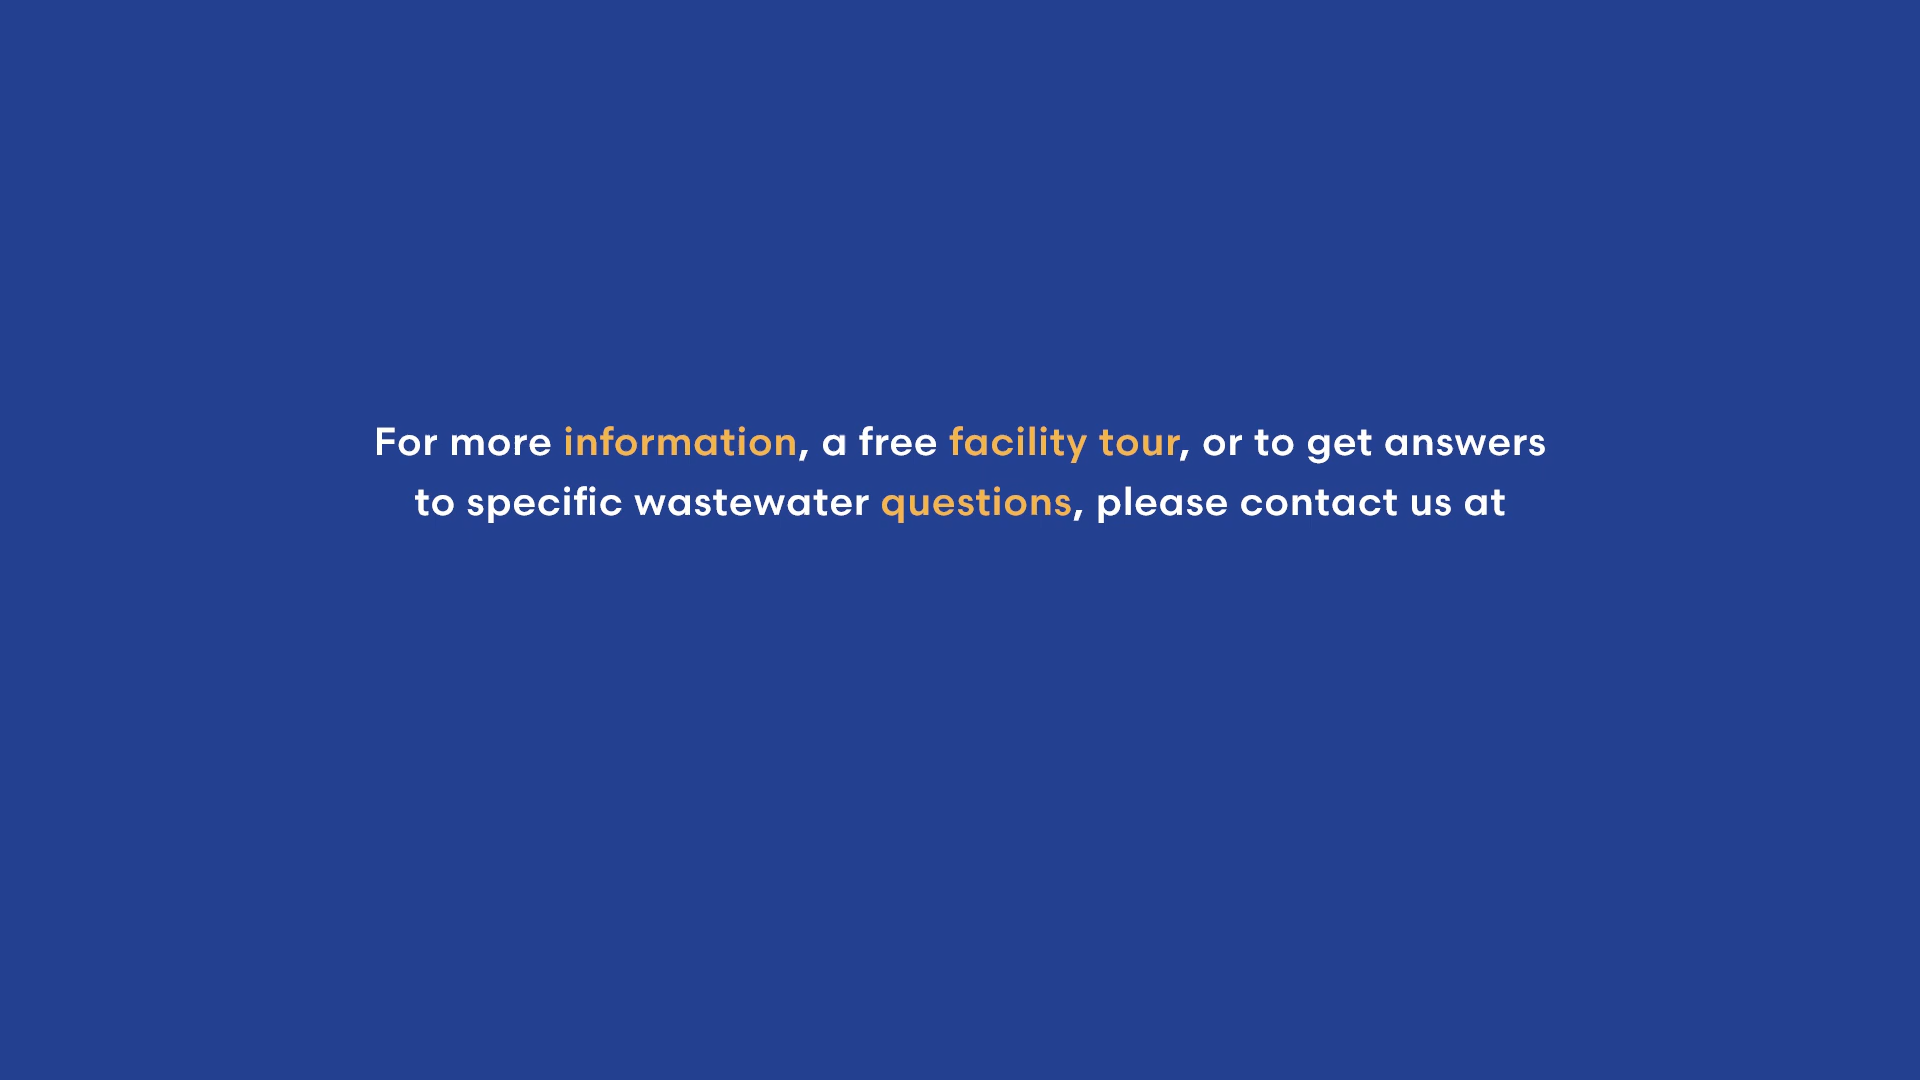 For more information, a free facility tour, or to get answers
to specific wastewater questions, please contact us at